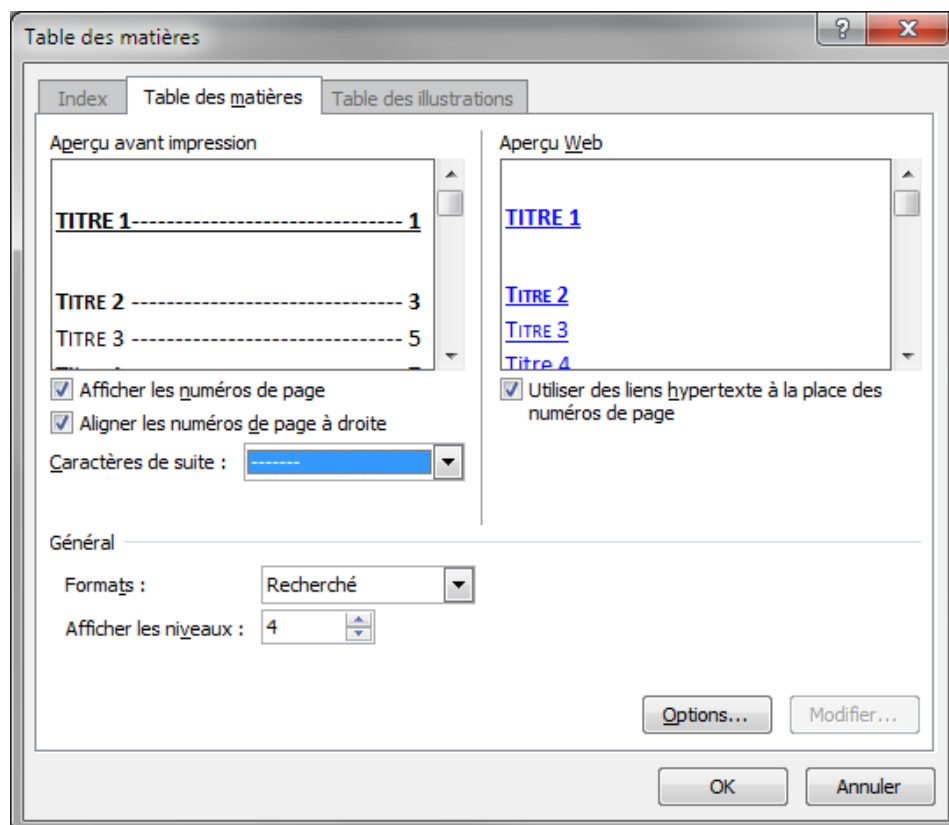 Table des matières
Index
Table des matières
Table des illustrations
Aperçu avant impression
TITRE 1------------------------------- 1
TITRE 2 ------------------------------- 3
TITRE 3 ------------------------------- 5
Aperçu Web
TITRE 1
TITRE 2
TITRE 3
Titre 4
Afficher les numéros de page
Aligner les numéros de page à droite
Caractères de suite : -------
Utiliser des liens hypertexte à la place des
numéros de page
Général
Formats : Recherché
Afficher les niveaux : 4
Options...
Modifier...
OK
Annuler